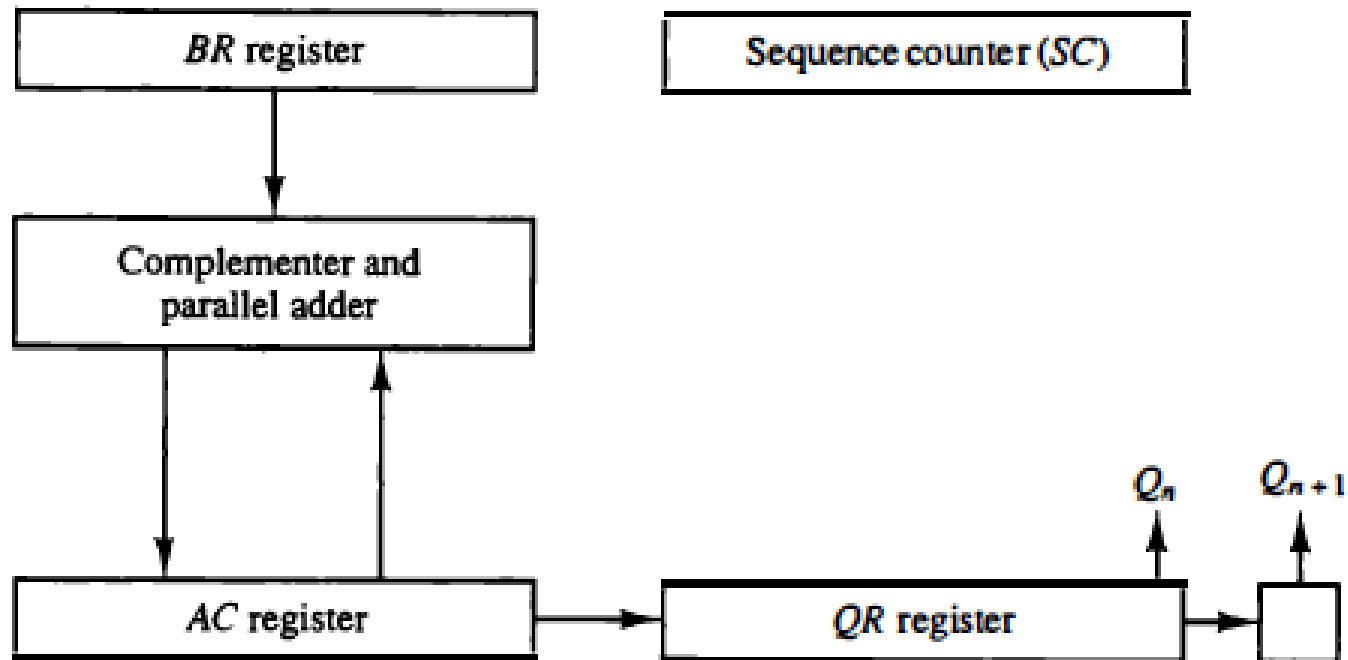 BR register
Sequence counter (SC)
Complementer and
parallel adder
Qn
Qn + 1
AC register
QR register